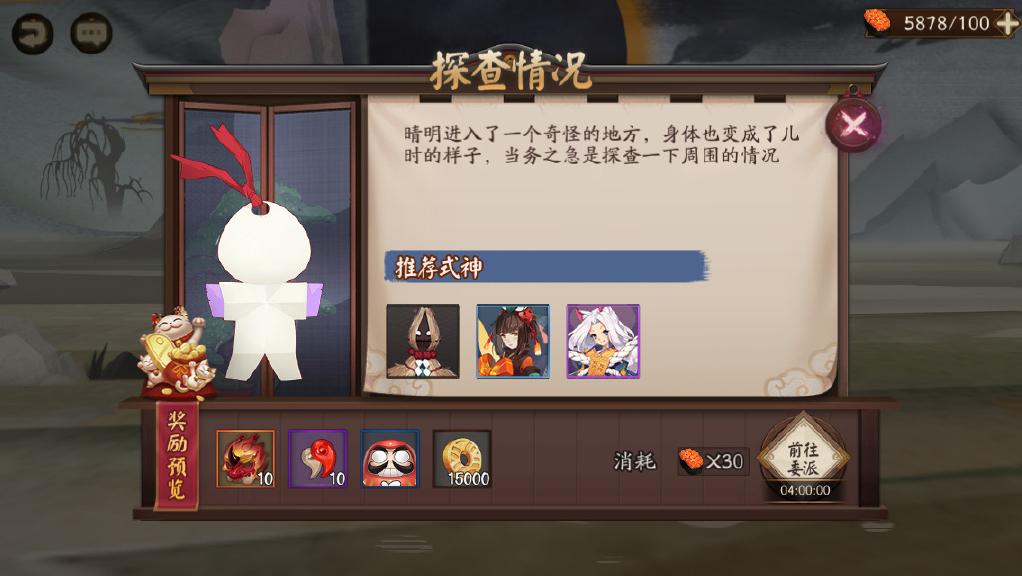 5878/100
探查情况
晴明进入了一个奇怪的地方，身体也变成了儿
时的样子，当务之急是探查一下周围的情况
推荐式神
奖励预览
10
10
15000
消耗
X30
前往
委派
04:00:00